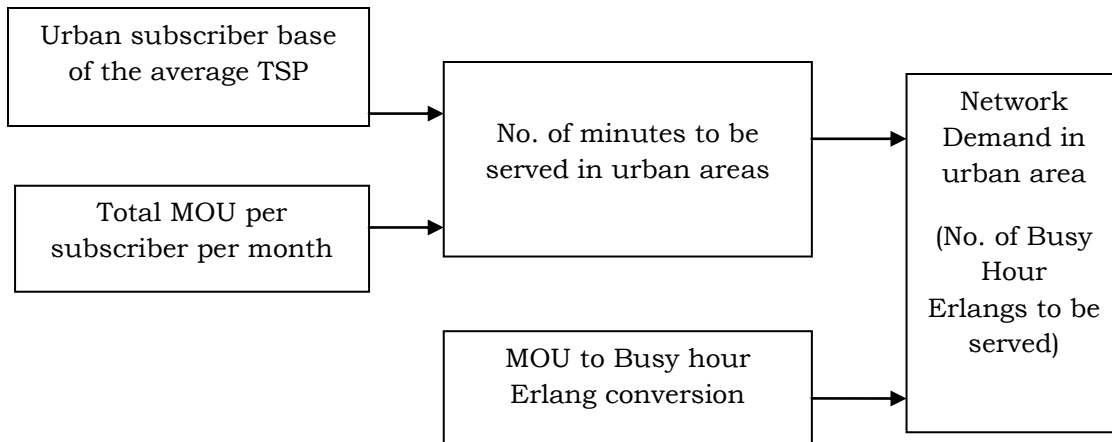 Urban subscriber base
of the average TSP
Total MOU per
subscriber per month
No. of minutes to be
served in urban areas
MOU to Busy hour
Erlang conversion
Network
Demand in
urban area
(No. of Busy
Hour
Erlangs to be
served)